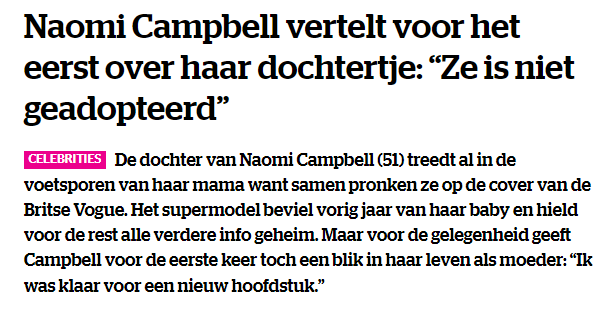 Naomi Campbell vertelt voor het
eerst over haar dochtertje: “Ze is niet
geadopteerd”
CELEBRITIES De dochter van Naomi Campbell (51) treedt al in de
voetsporen van haar mama want samen pronken ze op de cover van de
Britse Vogue. Het supermodel beviel vorig jaar van haar baby en hield
voor de rest alle verdere info geheim. Maar voor de gelegenheid geeft
Campbell voor de eerste keer toch een blik in haar leven als moeder: “Ik
was klaar voor een nieuw hoofdstuk.”